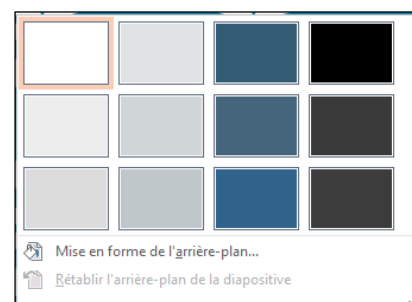 Mise en forme de l'arrière-plan...
Rétablir l'arrière-plan de la diapositive